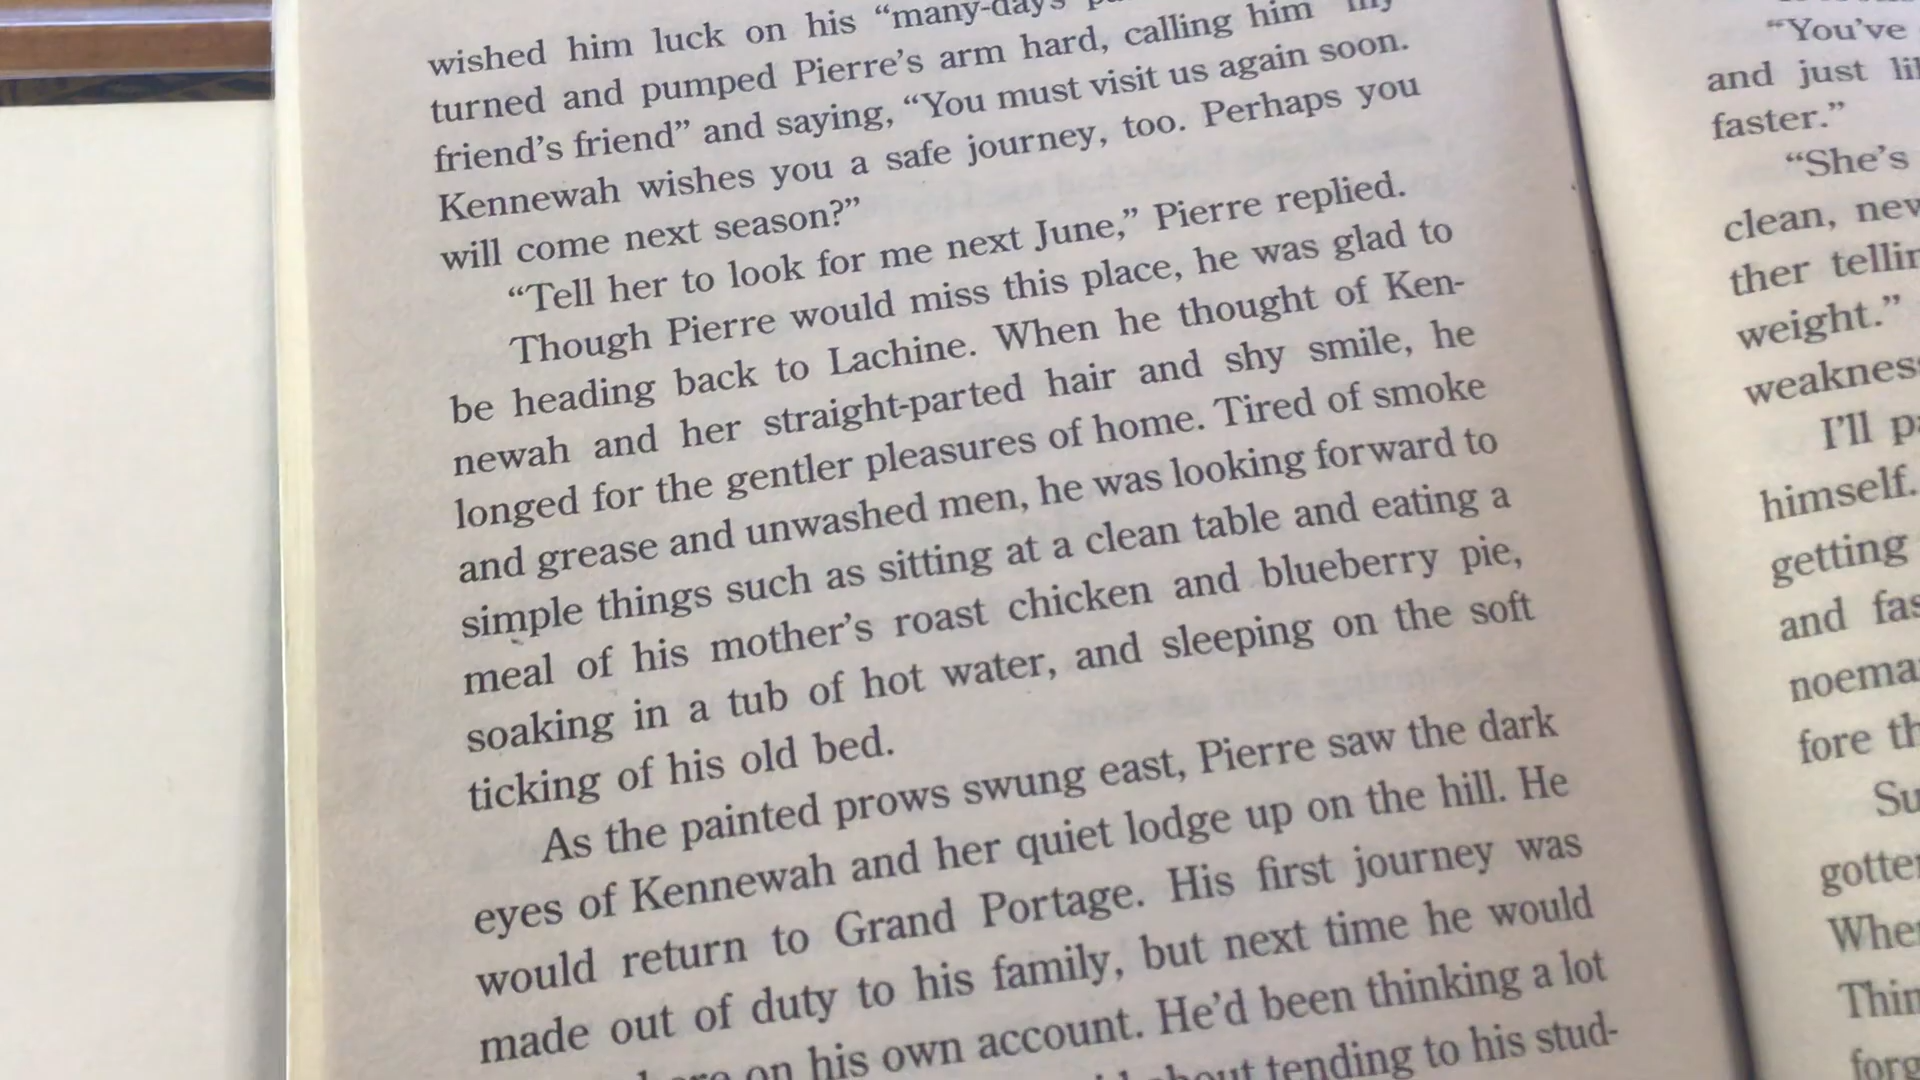 wished him luck on his “many-days
turned and pumped Pierre’s arm hard, calling him
friend’s friend” and saying, “You must visit us again soon.
Kennewah wishes you a safe journey, too. Perhaps you
will come next season?”
“Tell her to look for me next June,” Pierre replied.
Though Pierre would miss this place, he was glad to
be heading back to Lachine. When he thought of Ken-
newah and her straight-parted hair and shy smile, he
longed for the gentler pleasures of home. Tired of smoke
and grease and unwashed men, he was looking forward to
simple things such as sitting at a clean table and eating a
meal of his mother’s roast chicken and blueberry pie,
soaking in a tub of hot water, and sleeping on the soft
ticking of his old bed.
As the painted prows swung east, Pierre saw the dark
eyes of Kennewah and her quiet lodge up on the hill. He
would return to Grand Portage. His first journey was
made out of duty to his family, but next time he would
on his own account. He’d been thinking a lot
about tending to his stud-
“You’ve
and just
faster.”
“She’s
clean,
ther
weight.”
I’ll
himself.
getting
and
fore